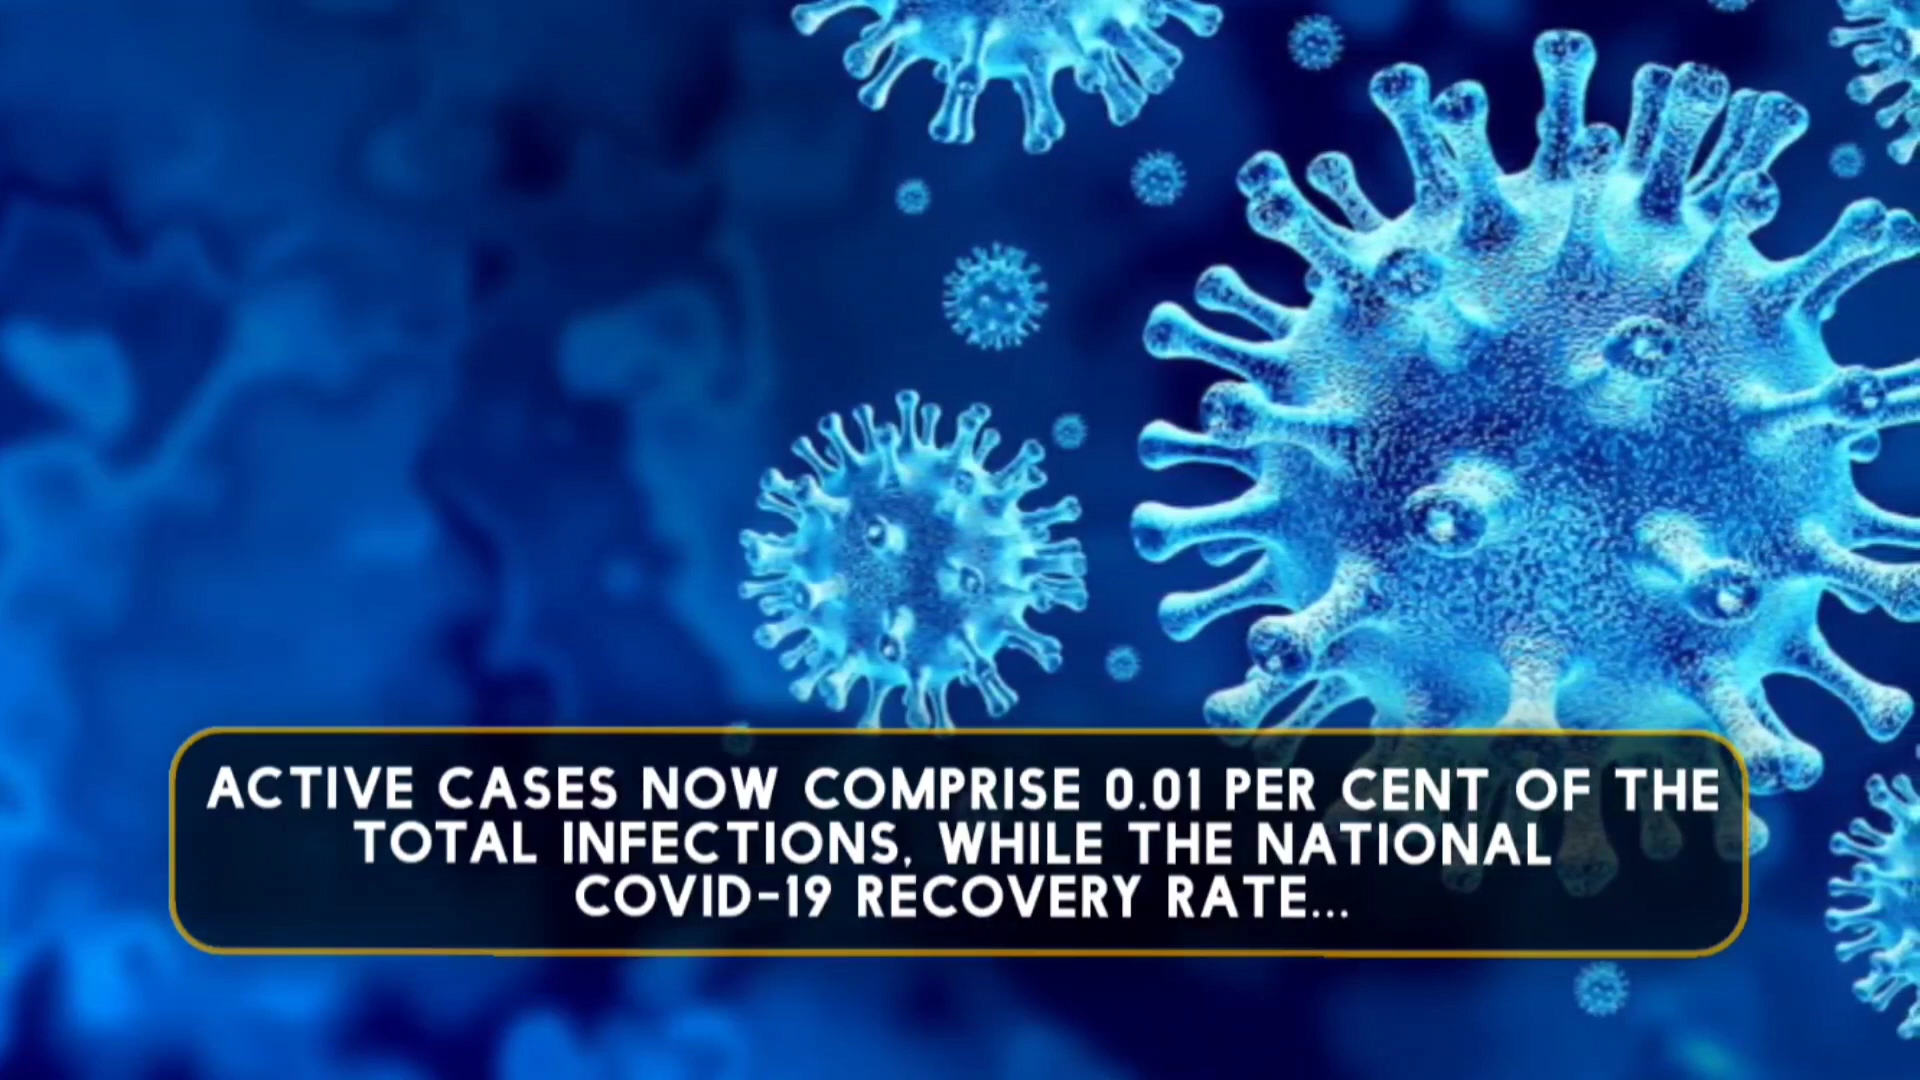 ACTIVE CASES NOW COMPRISE 0.01 PER CENT OF THE
TOTAL INFECTIONS, WHILE THE NATIONAL
COVID-19 RECOVERY RATE...